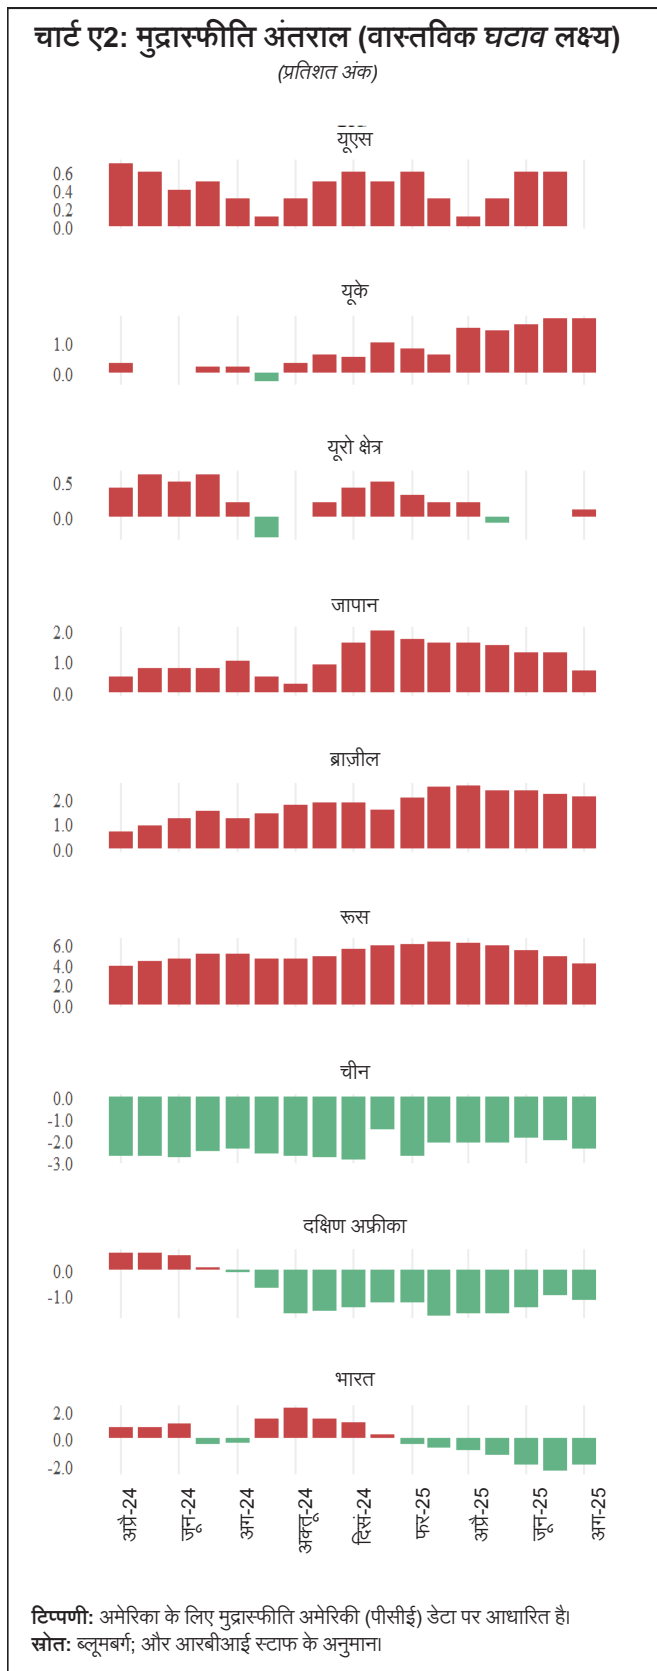 चार्ट ए2: मुद्रास्फीति अंतराल (वास्तविक घटाव लक्ष्य)
(प्रतिशत अंक)
यूएस
0.6
0.4
0.2
0.0
यूके
1.0
0.0
यूरो क्षेत्र
0.5
0.0
जापान
2.0
1.0
0.0
ब्राज़ील
2.0
1.0
0.0
रूस
6.0
4.0
2.0
0.0
चीन
0.0
-1.0
-2.0
-3.0
दक्षिण अफ्रीका
0.0
-1.0
भारत
2.0
0.0
-2.0
अप्रै-24 जून-24 अग-24 अक्तू-24 दिसं-24 फर-25 अप्रै-25 जून-25 अग-25
टिप्पणी: अमेरिका के लिए मुद्रास्फीति अमेरिकी (पीसीई) डेटा पर आधारित है।
स्रोत: ब्लूमबर्ग; और आरबीआई स्टाफ के अनुमान।